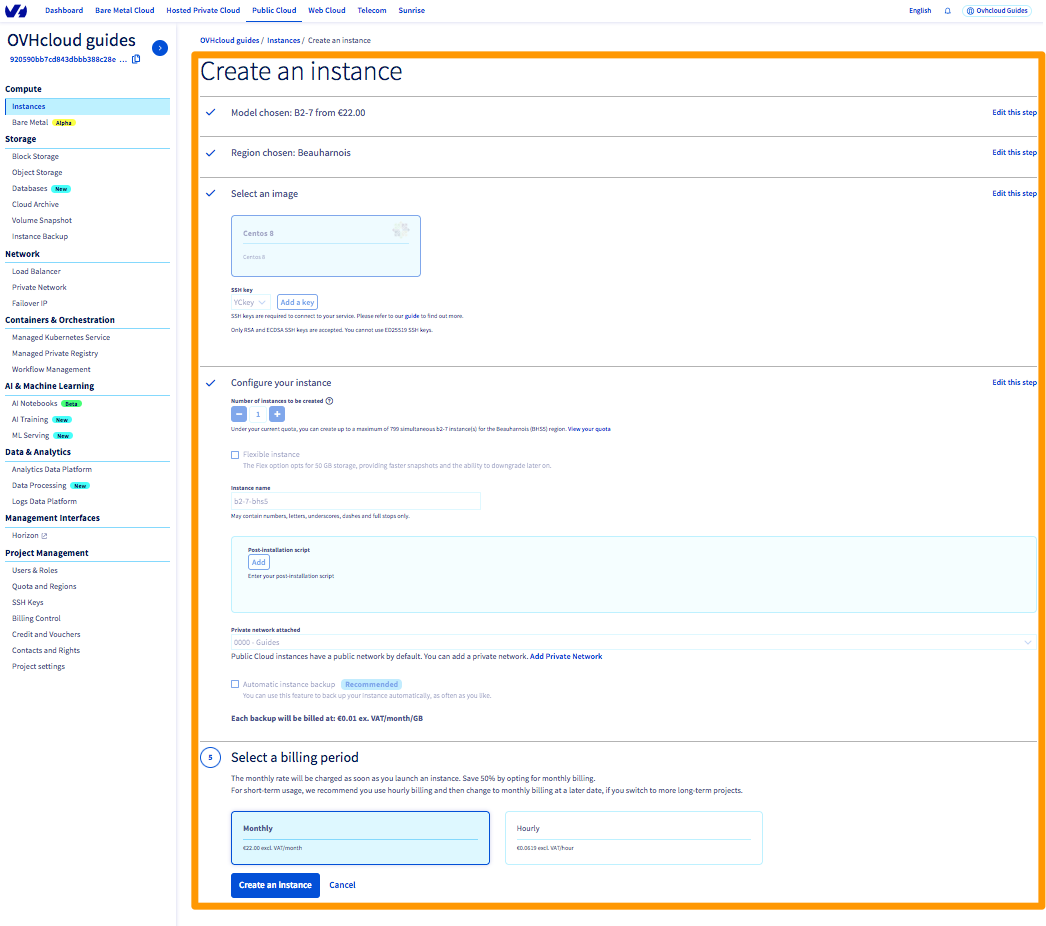 Dashboard Bare Metal Cloud Hosted Private Cloud Public Cloud Web Cloud Telecom Sunrise English Ovhcloud Guides
OVHcloud guides
920590bb7cd843dbbb388c28e ...
Compute
Instances
Bare Metal Alpha
Storage
Block Storage
Object Storage
Databases New
Cloud Archive
Volume Snapshot
Instance Backup
Network
Load Balancer
Private Network
Failover IP
Containers & Orchestration
Managed Kubernetes Service
Managed Private Registry
Workflow Management
AI & Machine Learning
AI Notebooks Beta
AI Training New
ML Serving New
Data & Analytics
Analytics Data Platform
Data Processing New
Logs Data Platform
Management Interfaces
Horizon
Project Management
Users & Roles
Quota and Regions
SSH Keys
Billing Control
Credit and Vouchers
Contacts and Rights
Project settings
OVHcloud guides / Instances / Create an instance
Create an instance
Model chosen: B2-7 from €22.00 Edit this step
Region chosen: Beauharnois Edit this step
Select an image Edit this step
Centos 8
Centos 8
SSH key
YCkey Add a key
SSH keys are required to connect to your service. Please refer to our guide to find out more.
Only RSA and ECDSA SSH keys are accepted. You cannot use ED25519 SSH keys.
Configure your instance Edit this step
Number of instances to be created ?
− 1 +
Under your current quota, you can create up to a maximum of 799 simultaneous b2-7 instance(s) for the Beauharnois (BHS5) region. View your quota
Flexible instance
The Flex option opts for 50 GB storage, providing faster snapshots and the ability to downgrade later on.
Instance name
b2-7-bhs5
May contain numbers, letters, underscores, dashes and full stops only.
Post-installation script
Add
Enter your post-installation script
Private network attached
0000 - Guides
Public Cloud instances have a public network by default. You can add a private network. Add Private Network
Automatic instance backup Recommended
You can use this feature to back up your instance automatically, as often as you like.
Each backup will be billed at: €0.01 ex. VAT/month/GB
5 Select a billing period
The monthly rate will be charged as soon as you launch an instance. Save 50% by opting for monthly billing.
For short-term usage, we recommend you use hourly billing and then change to monthly billing at a later date, if you switch to more long-term projects.
Monthly
€22.00 excl. VAT/month
Hourly
€0.0619 excl. VAT/hour
Create an instance Cancel